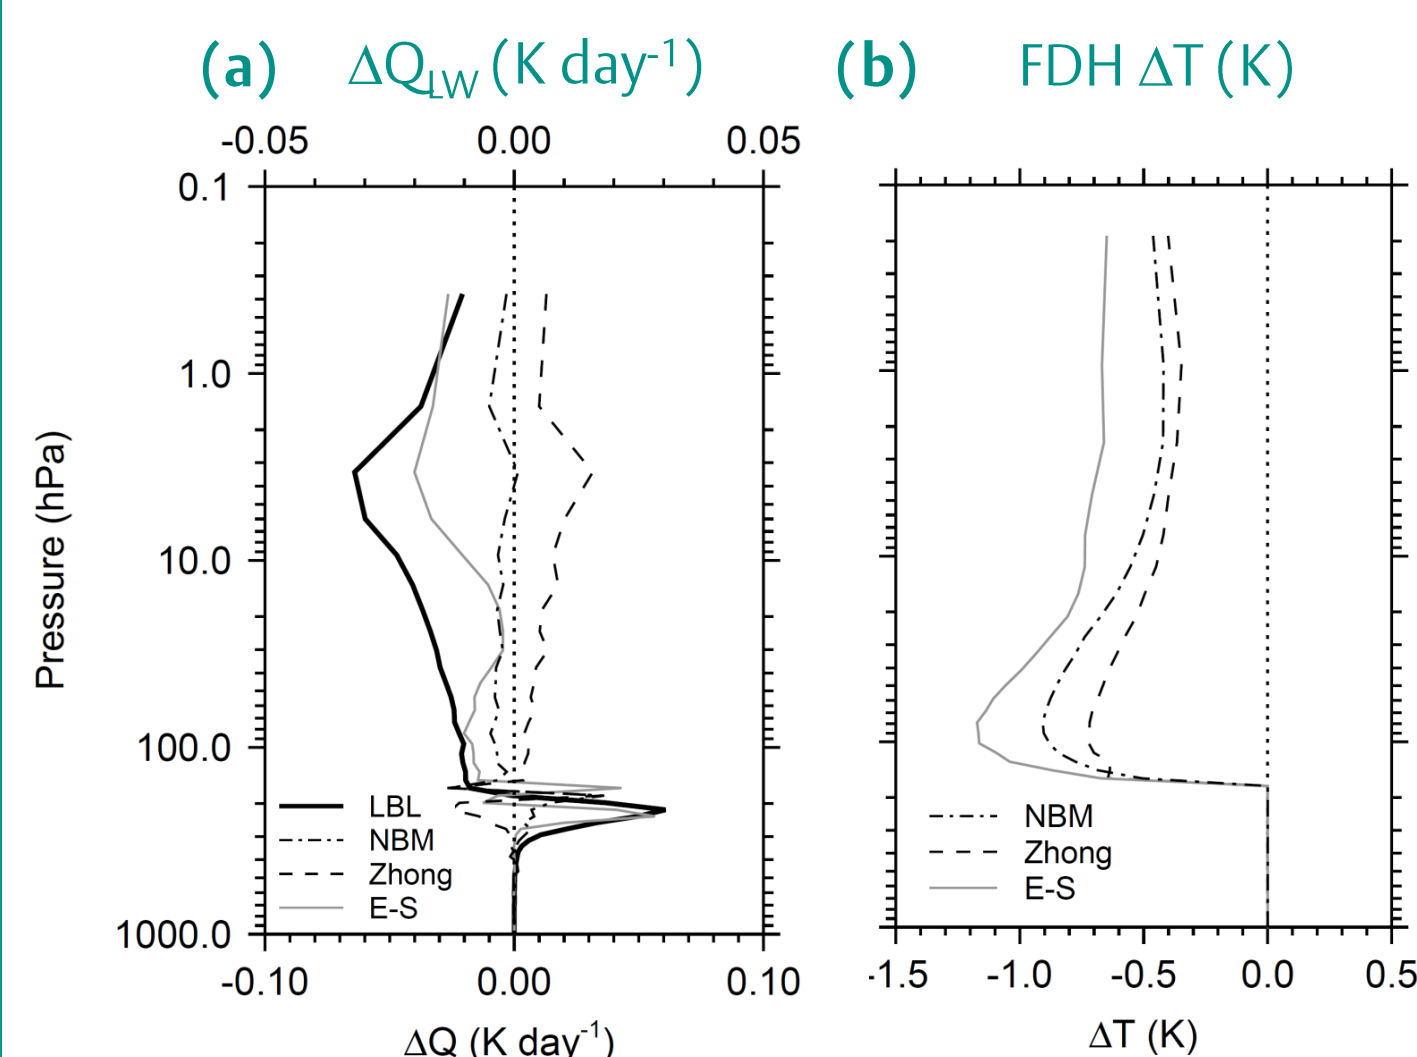 (a) ΔQLW (K day-1)
(b) FDH ΔT (K)
-0.05 0.00 0.05
0.1
1.0
10.0
100.0
1000.0
Pressure (hPa)
LBL
NBM
Zhong
E-S
-0.10 0.00 0.10
ΔQ (K day-1)
NBM
Zhong
E-S
-1.5 -1.0 -0.5 0.0 0.5
ΔT (K)